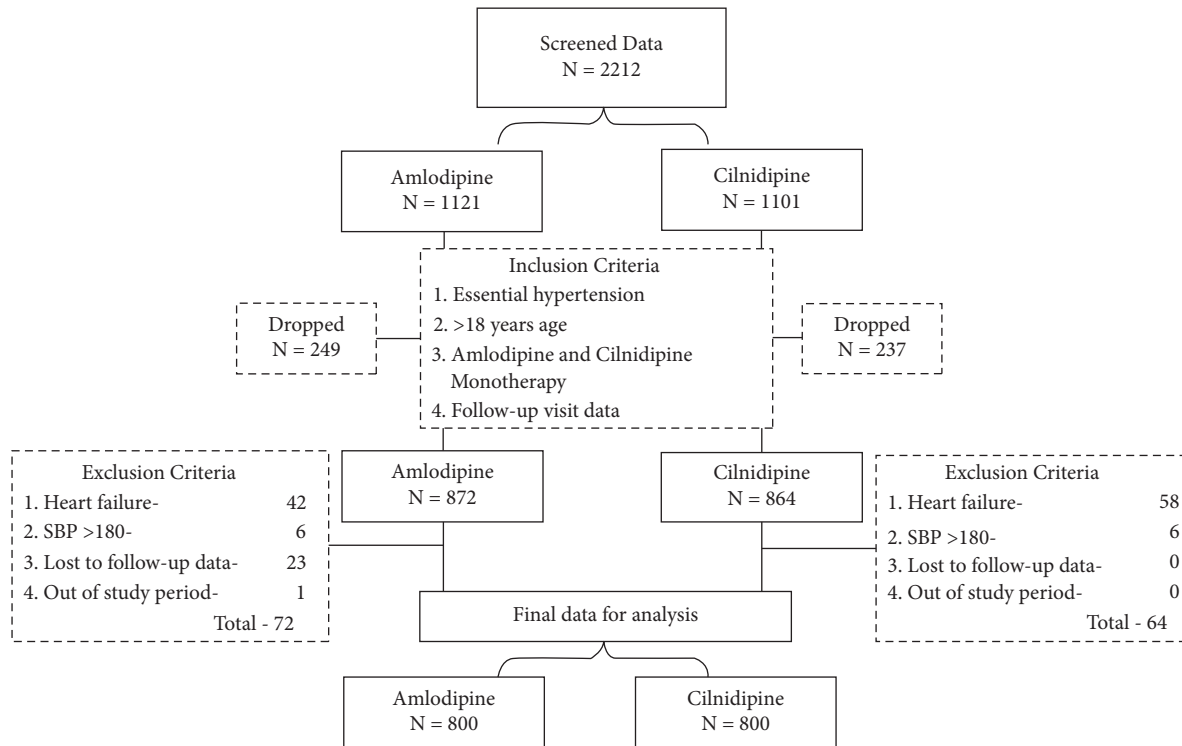 Screened Data
N = 2212
Amlodipine
N = 1121
Cilnidipine
N = 1101
Inclusion Criteria
1. Essential hypertension
2. >18 years age
3. Amlodipine and Cilnidipine
Monotherapy
4. Follow-up visit data
Dropped
N = 249
Dropped
N = 237
Amlodipine
N = 872
Cilnidipine
N = 864
Exclusion Criteria
1. Heart failure- 42
2. SBP >180- 6
3. Lost to follow-up data- 23
4. Out of study period- 1
Total - 72
Exclusion Criteria
1. Heart failure- 58
2. SBP >180- 6
3. Lost to follow-up data- 0
4. Out of study period- 0
Total - 64
Final data for analysis
Amlodipine
N = 800
Cilnidipine
N = 800